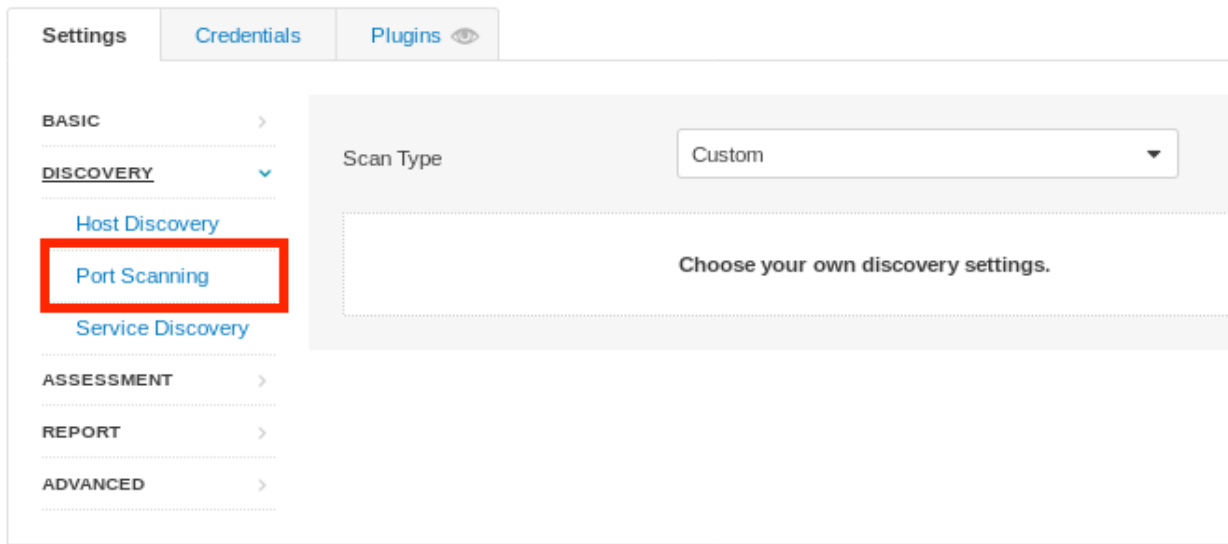 Settings Credentials Plugins
BASIC
Scan Type Custom
DISCOVERY
Host Discovery
Choose your own discovery settings.
Port Scanning
Service Discovery
ASSESSMENT
REPORT
ADVANCED